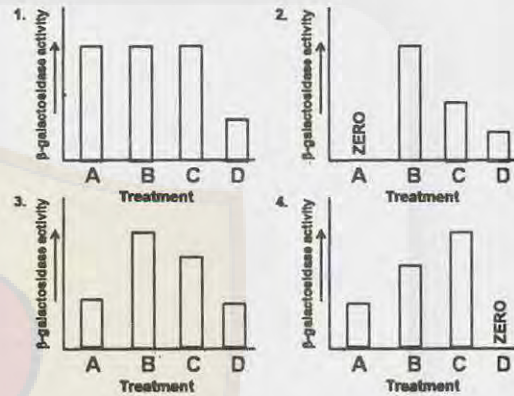 1.
β-galactosidase activity
A B C D
Treatment
2.
β-galactosidase activity
ZERO
A B C D
Treatment
3.
β-galactosidase activity
A B C D
Treatment
4.
β-galactosidase activity
ZERO
A B C D
Treatment